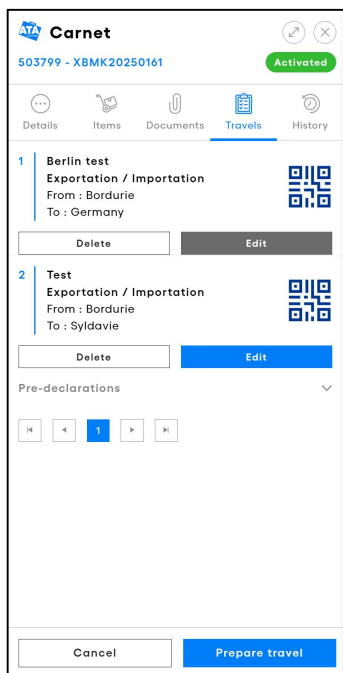 ATA Carnet
503799 - XBMK20250161 Activated
Details Items Documents Travels History
1 Berlin test
Exportation / Importation
From : Bordurie
To : Germany
Delete Edit
2 Test
Exportation / Importation
From : Bordurie
To : Syldavie
Delete Edit
Pre-declarations
1
Cancel Prepare travel